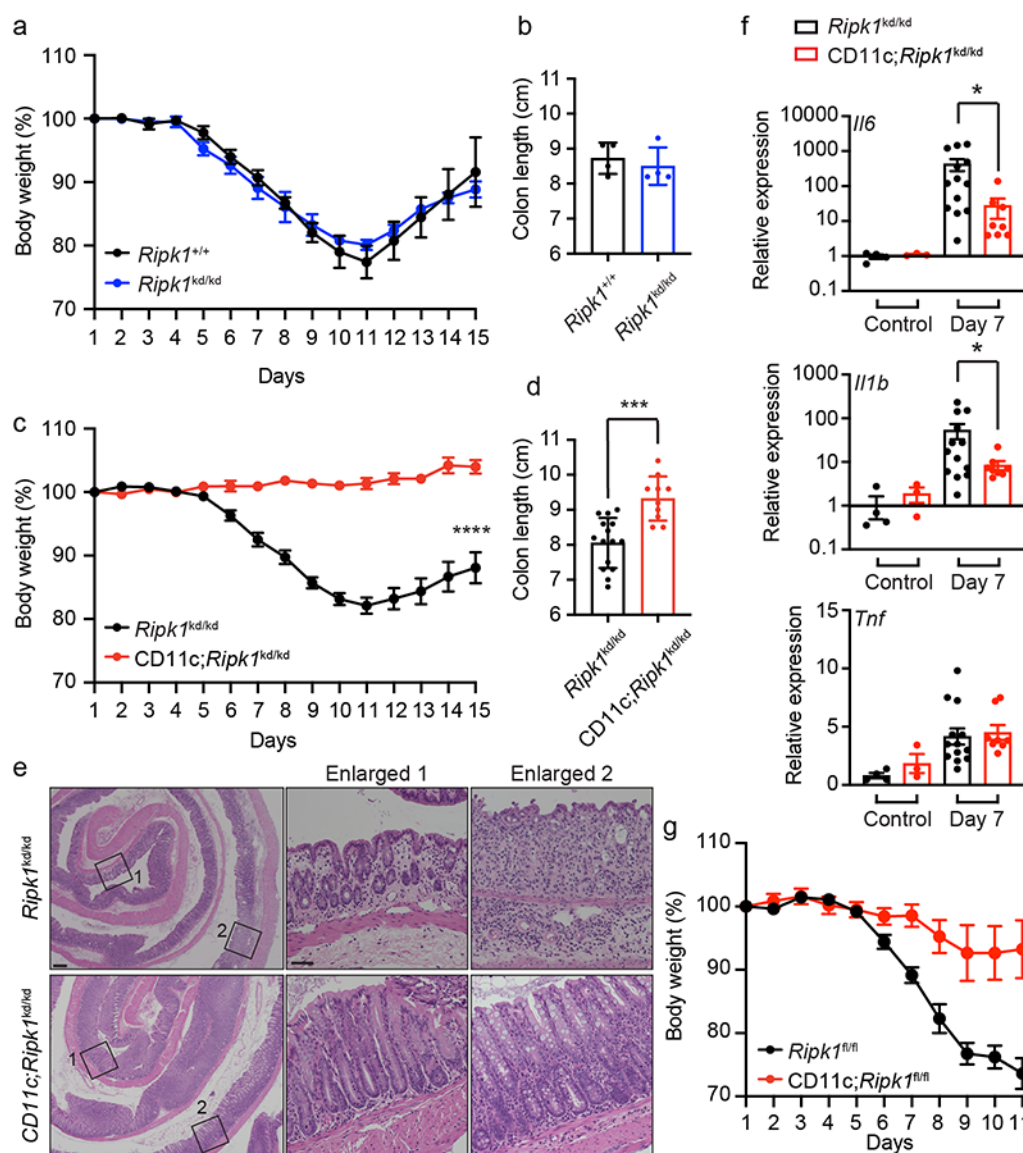 a
110
100
90
80
70
Body weight (%)
Ripk1+/+
Ripk1kd/kd
1 2 3 4 5 6 7 8 9 10 11 12 13 14 15
Days
b
Colon length (cm)
11
10
9
8
7
6
Ripk1+/+
Ripk1kd/kd
c
110
100
90
80
70
Body weight (%)
****
Ripk1kd/kd
CD11c;Ripk1kd/kd
1 2 3 4 5 6 7 8 9 10 11 12 13 14 15
Days
d
***
Colon length (cm)
11
10
9
8
7
6
Ripk1kd/kd
CD11c;Ripk1kd/kd
e
Enlarged 1
Enlarged 2
Ripk1kd/kd
1
2
CD11c;Ripk1kd/kd
1
2
f
Ripk1kd/kd
CD11c;Ripk1kd/kd
Il6
*
Relative expression
10000
1000
100
10
1
0.1
Control
Day 7
Il1b
*
Relative expression
1000
100
10
1
0.1
Control
Day 7
Tnf
Relative expression
15
10
5
0
Control
Day 7
g
110
100
90
80
70
Body weight (%)
Ripk1fl/fl
CD11c;Ripk1fl/fl
1 2 3 4 5 6 7 8 9 10 11
Days